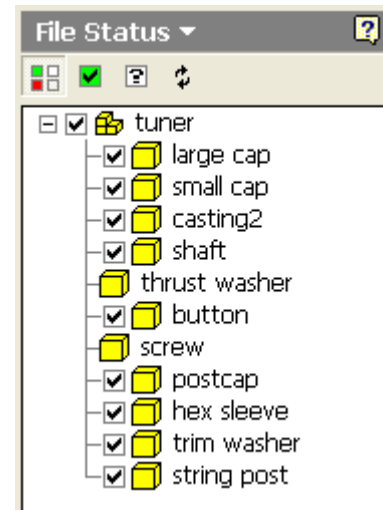 File Status
tuner
large cap
small cap
casting2
shaft
thrust washer
button
screw
postcap
hex sleeve
trim washer
string post